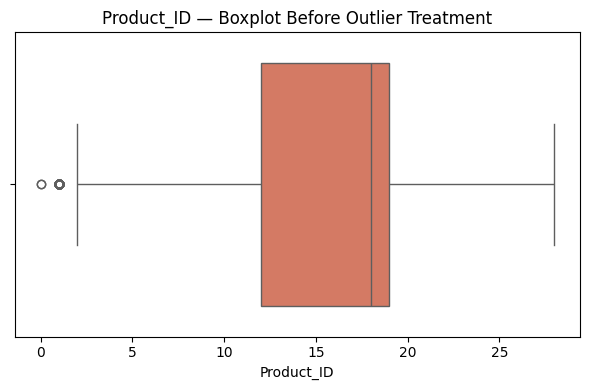 Product_ID — Boxplot Before Outlier Treatment
0 5 10 15 20 25
Product_ID